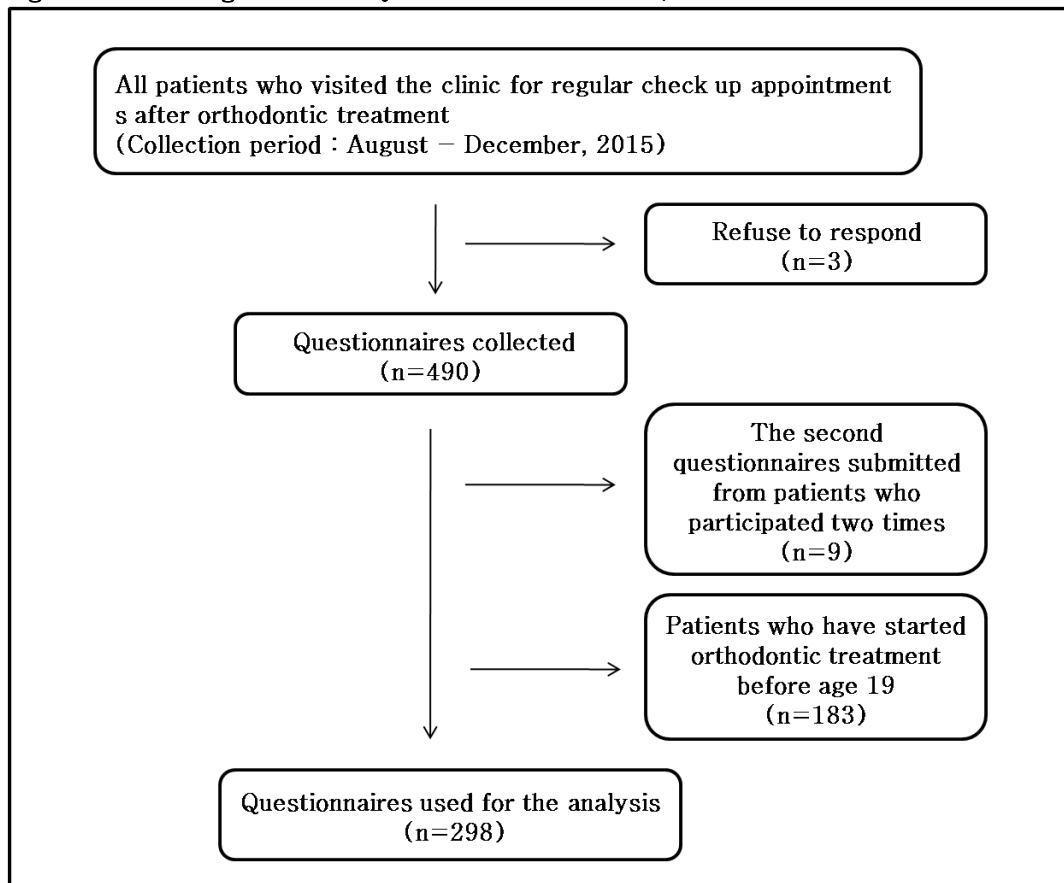 All patients who visited the clinic for regular check up appointment
s after orthodontic treatment
(Collection period : August – December, 2015)
Refuse to respond
(n=3)
Questionnaires collected
(n=490)
The second
questionnaires submitted
from patients who
participated two times
(n=9)
Patients who have started
orthodontic treatment
before age 19
(n=183)
Questionnaires used for the analysis
(n=298)